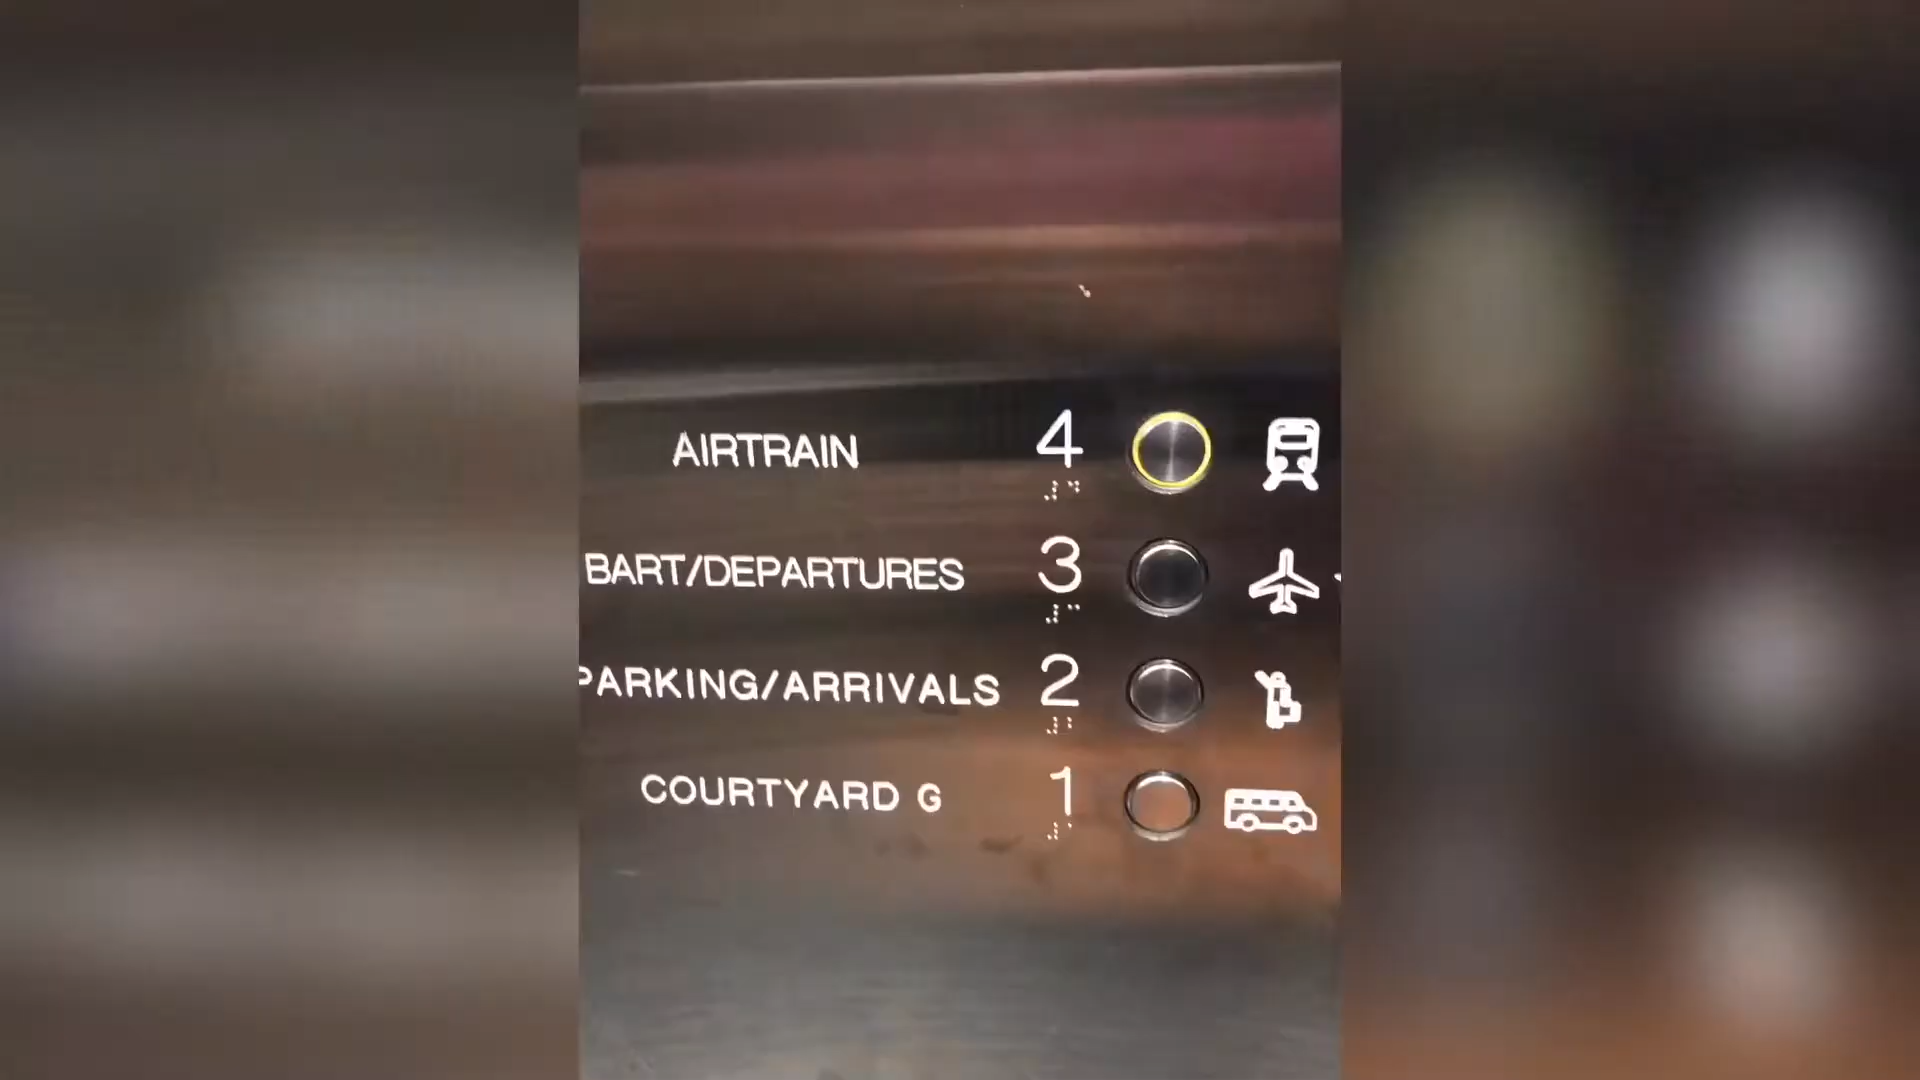 AIRTRAIN 4
BART/DEPARTURES 3
PARKING/ARRIVALS 2
COURTYARD G 1